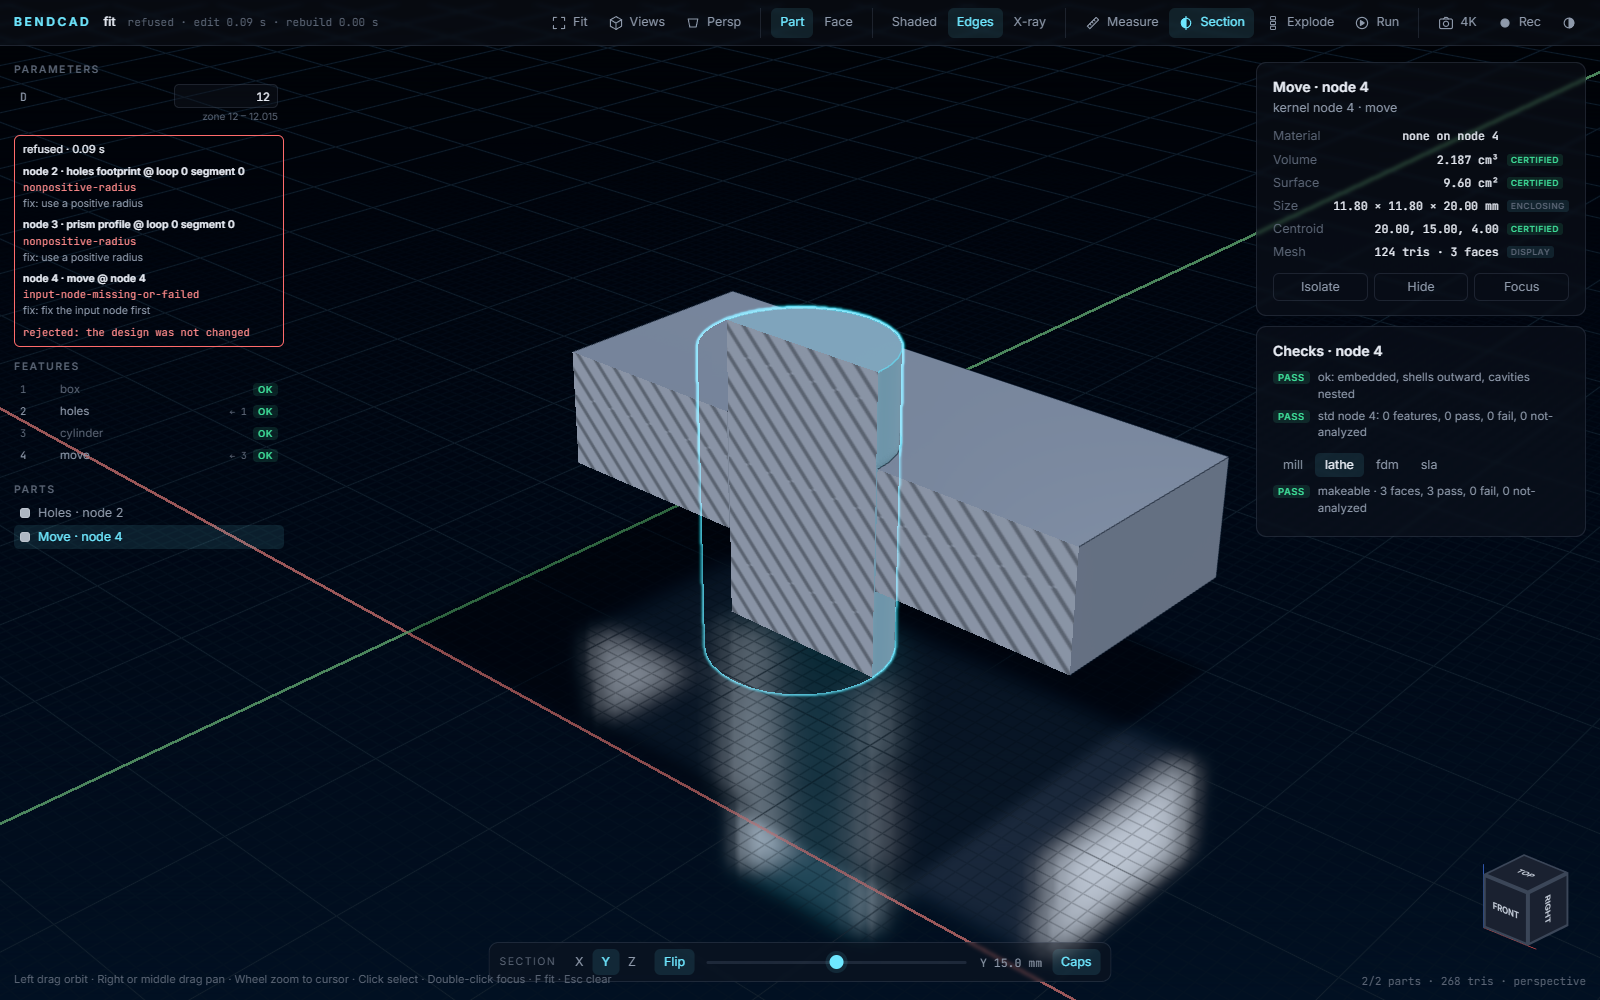 BENDCAD fit refused · edit 0.09 s · rebuild 0.00 s
Fit Views Persp Part Face Shaded Edges X-ray Measure Section Explode Run 4K Rec
PARAMETERS
D 12
zone 12 – 12.015
refused · 0.09 s
node 2 · holes footprint @ loop 0 segment 0
nonpositive-radius
fix: use a positive radius
node 3 · prism profile @ loop 0 segment 0
nonpositive-radius
fix: use a positive radius
node 4 · move @ node 4
input-node-missing-or-failed
fix: fix the input node first
rejected: the design was not changed
FEATURES
1 box OK
2 holes ← 1 OK
3 cylinder OK
4 move ← 3 OK
PARTS
Holes · node 2
Move · node 4
Move · node 4
kernel node 4 · move
Material none on node 4
Volume 2.187 cm³ CERTIFIED
Surface 9.60 cm² CERTIFIED
Size 11.80 × 11.80 × 20.00 mm ENCLOSING
Centroid 20.00, 15.00, 4.00 CERTIFIED
Mesh 124 tris · 3 faces DISPLAY
Isolate Hide Focus
Checks · node 4
PASS ok: embedded, shells outward, cavities
nested
PASS std node 4: 0 features, 0 pass, 0 fail, 0 not-
analyzed
mill lathe fdm sla
PASS makeable · 3 faces, 3 pass, 0 fail, 0 not-
analyzed
TOP
FRONT RIGHT
SECTION X Y Z Flip Y 15.0 mm Caps
Left drag orbit · Right or middle drag pan · Wheel zoom to cursor · Click select · Double-click focus · F fit · Esc clear
2/2 parts · 268 tris · perspective